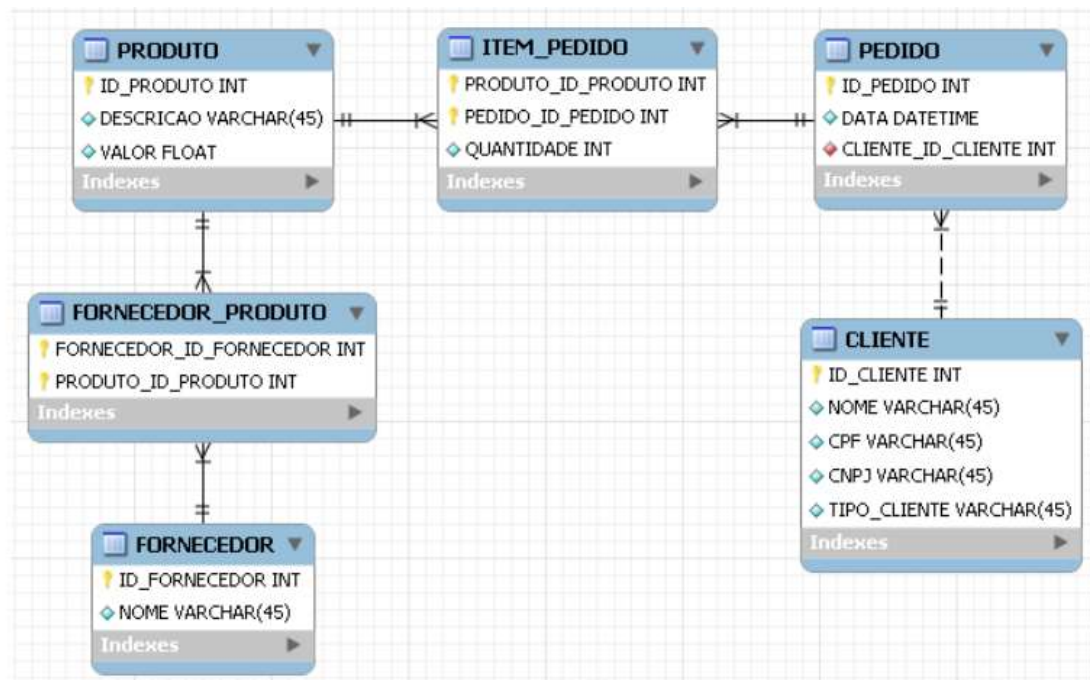 PRODUTO
ID_PRODUTO INT
DESCRICAO VARCHAR(45)
VALOR FLOAT
Indexes
ITEM_PEDIDO
PRODUTO_ID_PRODUTO INT
PEDIDO_ID_PEDIDO INT
QUANTIDADE INT
Indexes
PEDIDO
ID_PEDIDO INT
DATA DATETIME
CLIENTE_ID_CLIENTE INT
Indexes
FORNECEDOR_PRODUTO
FORNECEDOR_ID_FORNECEDOR INT
PRODUTO_ID_PRODUTO INT
Indexes
CLIENTE
ID_CLIENTE INT
NOME VARCHAR(45)
CPF VARCHAR(45)
CNPJ VARCHAR(45)
TIPO_CLIENTE VARCHAR(45)
Indexes
FORNECEDOR
ID_FORNECEDOR INT
NOME VARCHAR(45)
Indexes